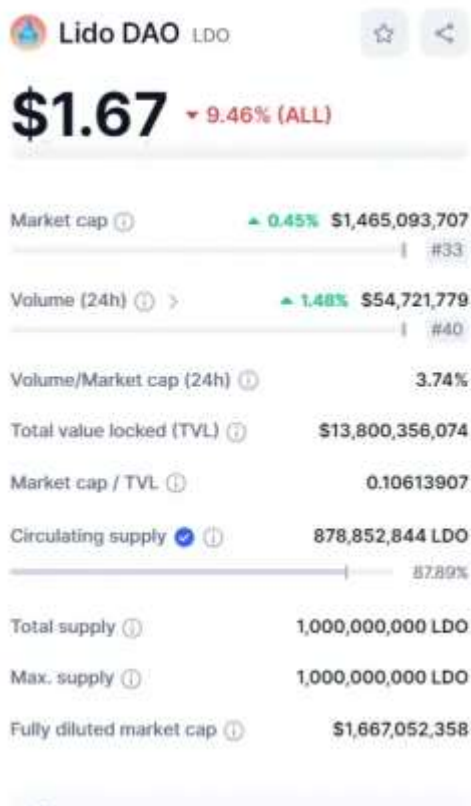 Lido DAO LDO
$1.67 9.46% (ALL)
Market cap 0.45% $1,465,093,707
#33
Volume (24h) > 1.48% $54,721,779
#40
Volume/Market cap (24h) 3.74%
Total value locked (TVL) $13,800,356,074
Market cap / TVL 0.10613907
Circulating supply 878,852,844 LDO
87.89%
Total supply 1,000,000,000 LDO
Max. supply 1,000,000,000 LDO
Fully diluted market cap $1,667,052,358